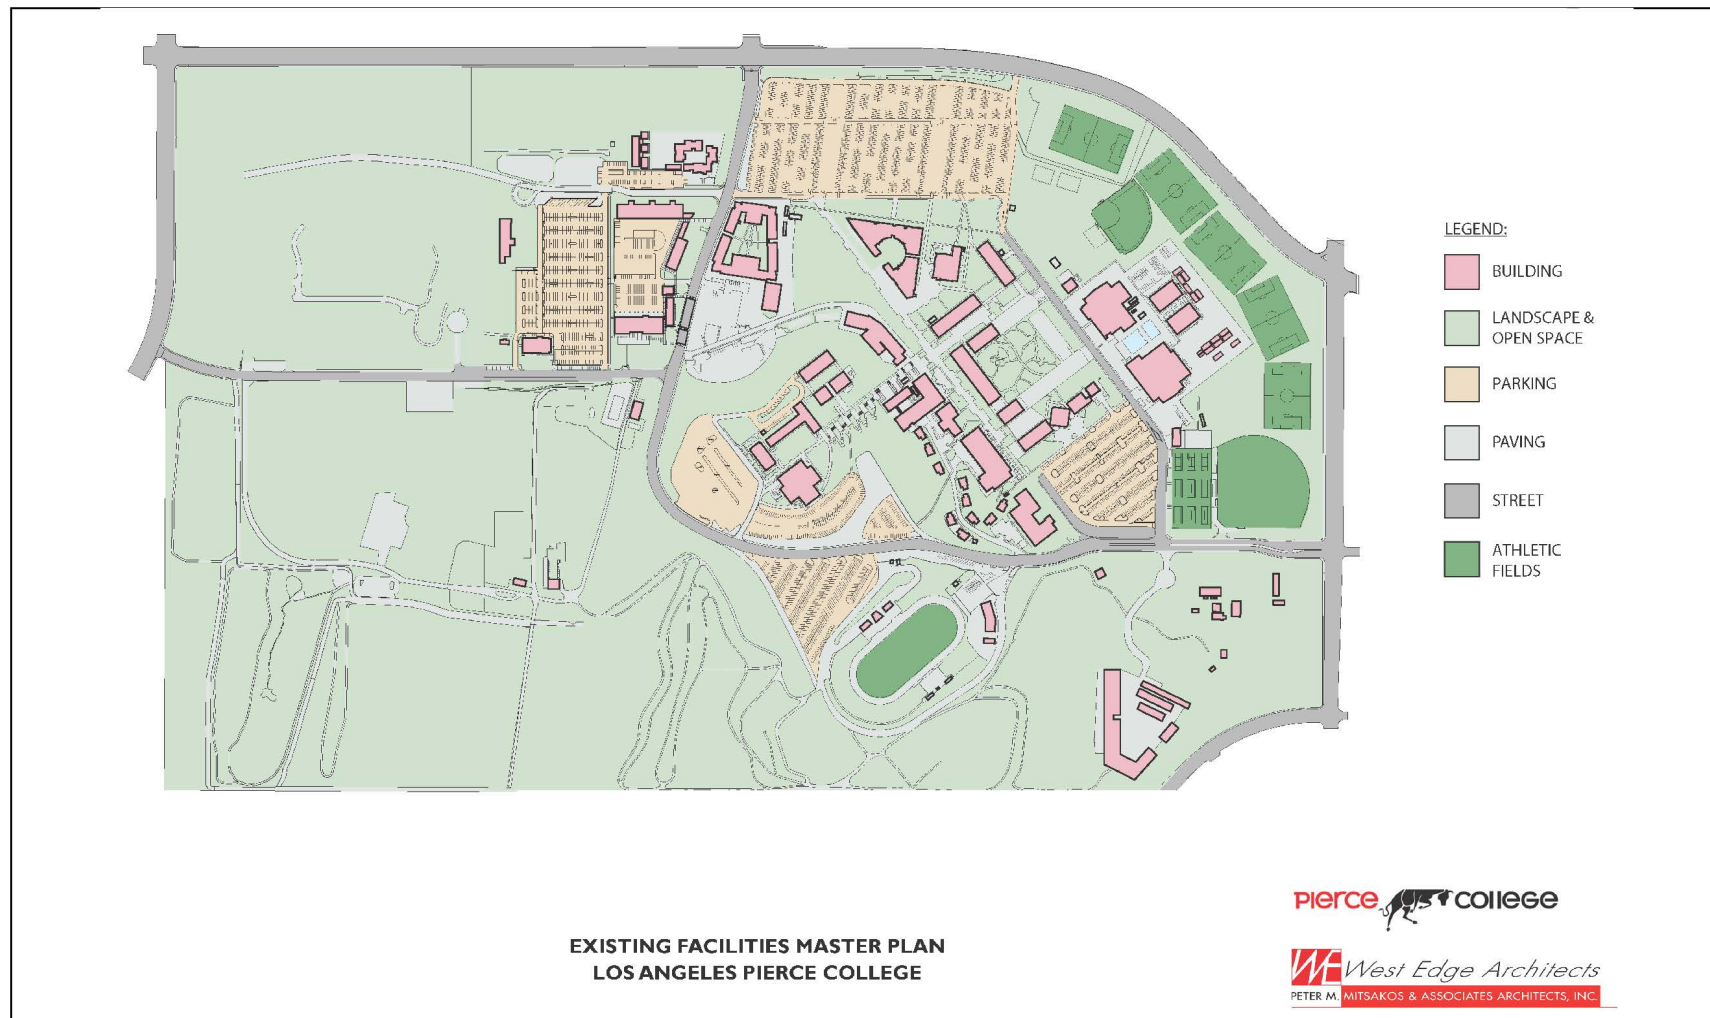 LEGEND:
BUILDING
LANDSCAPE &
OPEN SPACE
PARKING
PAVING
STREET
ATHLETIC
FIELDS
PIERCE COLLEGE
EXISTING FACILITIES MASTER PLAN
LOS ANGELES PIERCE COLLEGE
WE West Edge Architects
PETER M. MITSAKOS & ASSOCIATES ARCHITECTS, INC.